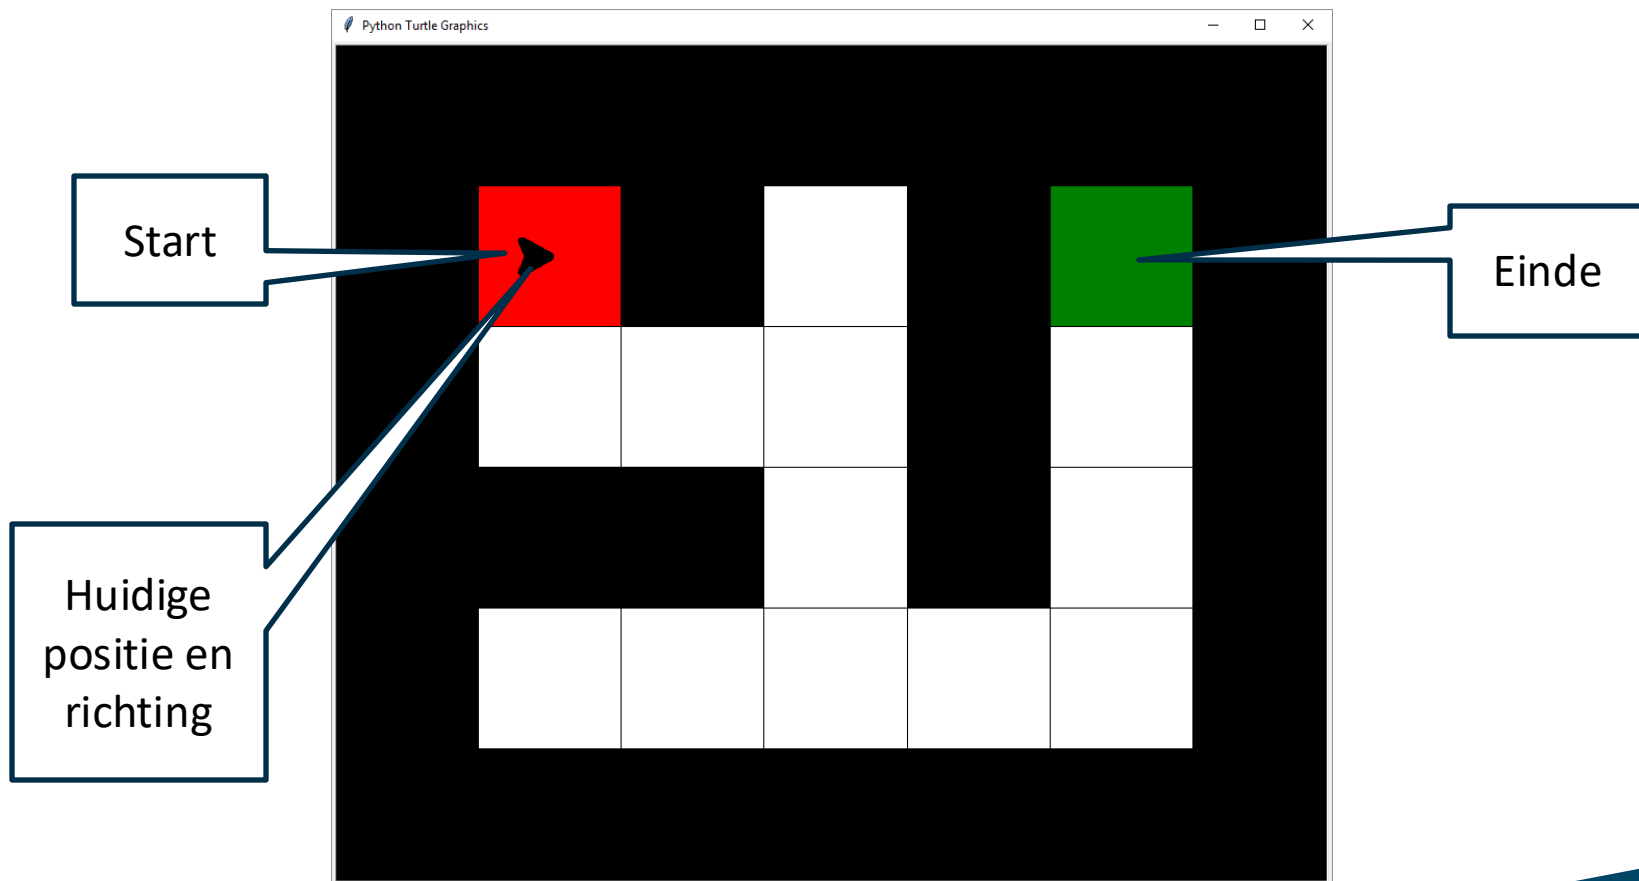 Python Turtle Graphics
Start
Einde
Huidige
positie en
richting